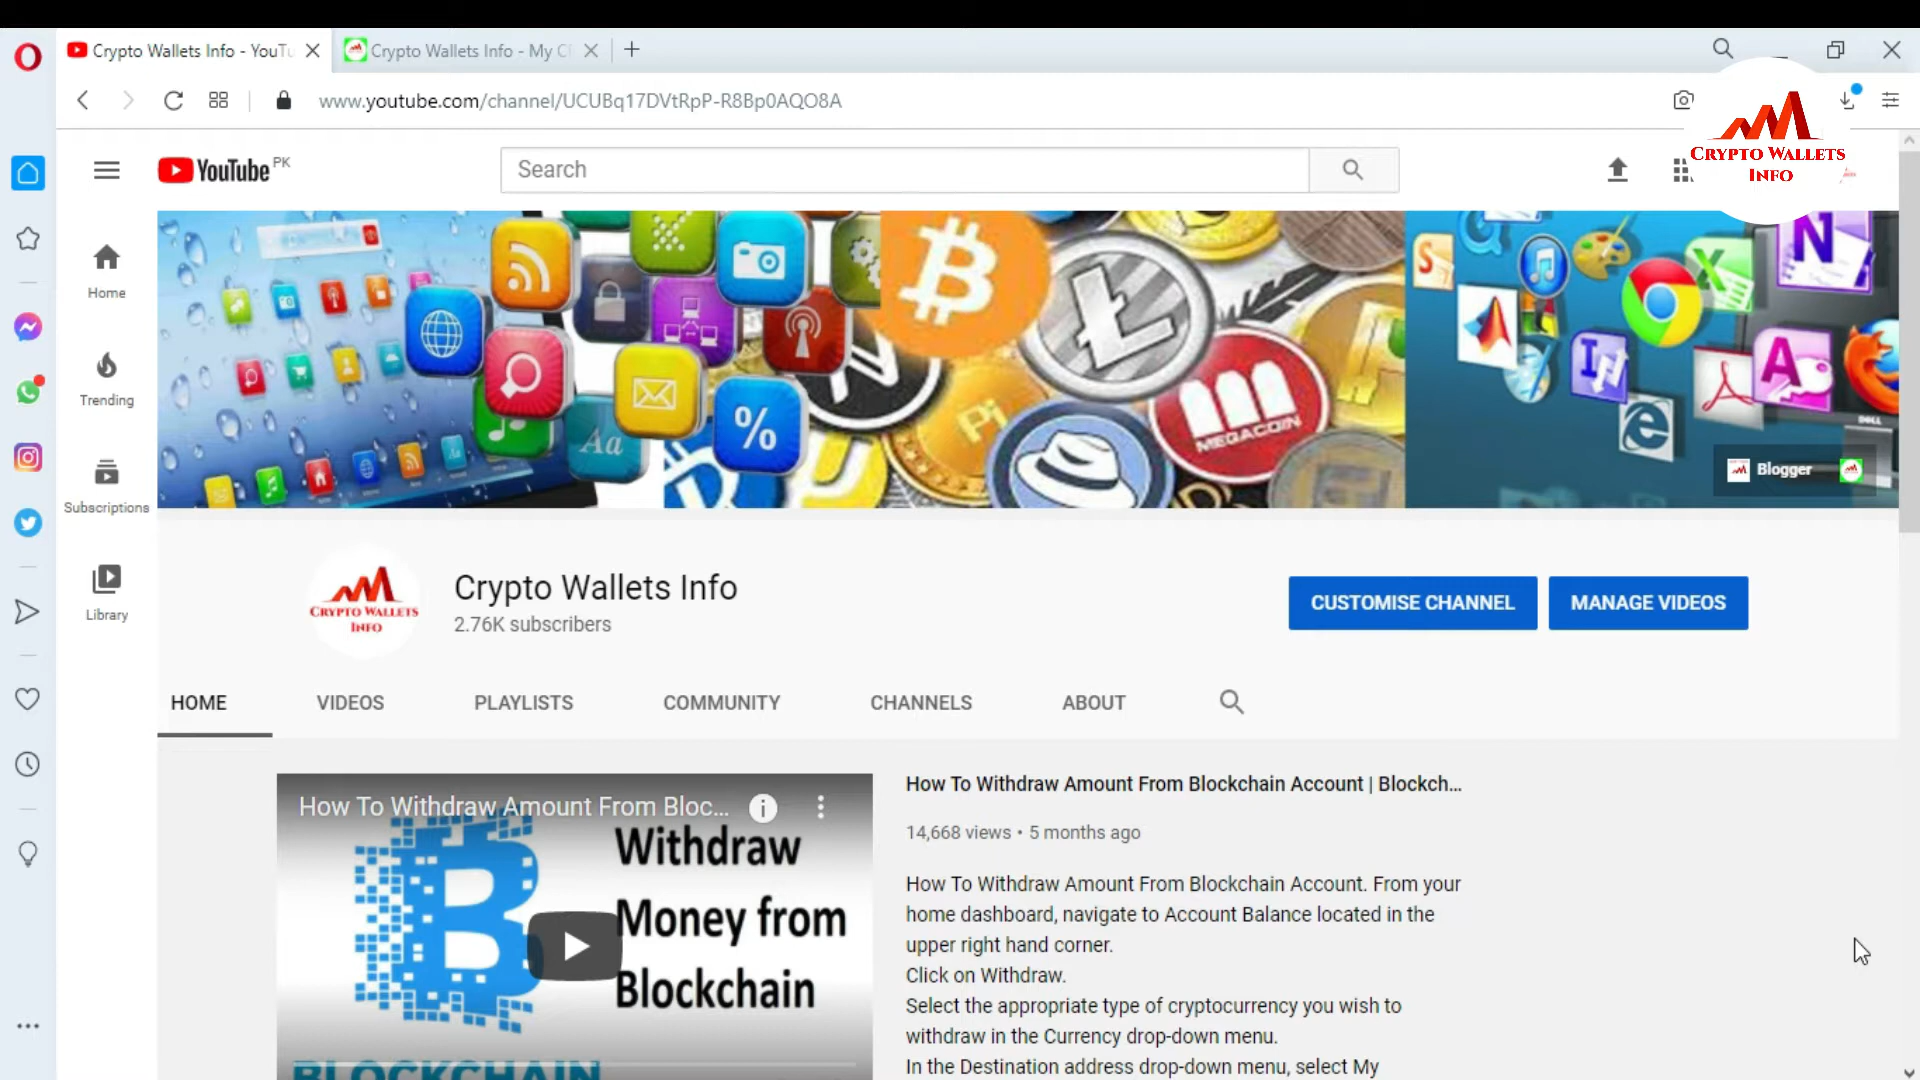 Crypto Wallets Info - YouTu
Crypto Wallets Info - My C
www.youtube.com/channel/UCUBq17DVtRpP-R8Bp0AQO8A
YouTube PK
Search
CRYPTO WALLETS
INFO
Home
Trending
Subscriptions
Library
Aa
%
MEGACOIN
Pi
DELL
Blogger
CRYPTO WALLETS
INFO
Crypto Wallets Info
2.76K subscribers
CUSTOMISE CHANNEL
MANAGE VIDEOS
HOME
VIDEOS
PLAYLISTS
COMMUNITY
CHANNELS
ABOUT
How To Withdraw Amount From Bloc...
Withdraw
Money from
Blockchain
BLOCKCHAIN
How To Withdraw Amount From Blockchain Account | Blockch...
14,668 views • 5 months ago
How To Withdraw Amount From Blockchain Account. From your
home dashboard, navigate to Account Balance located in the
upper right hand corner.
Click on Withdraw.
Select the appropriate type of cryptocurrency you wish to
withdraw in the Currency drop-down menu.
In the Destination address drop-down menu, select My